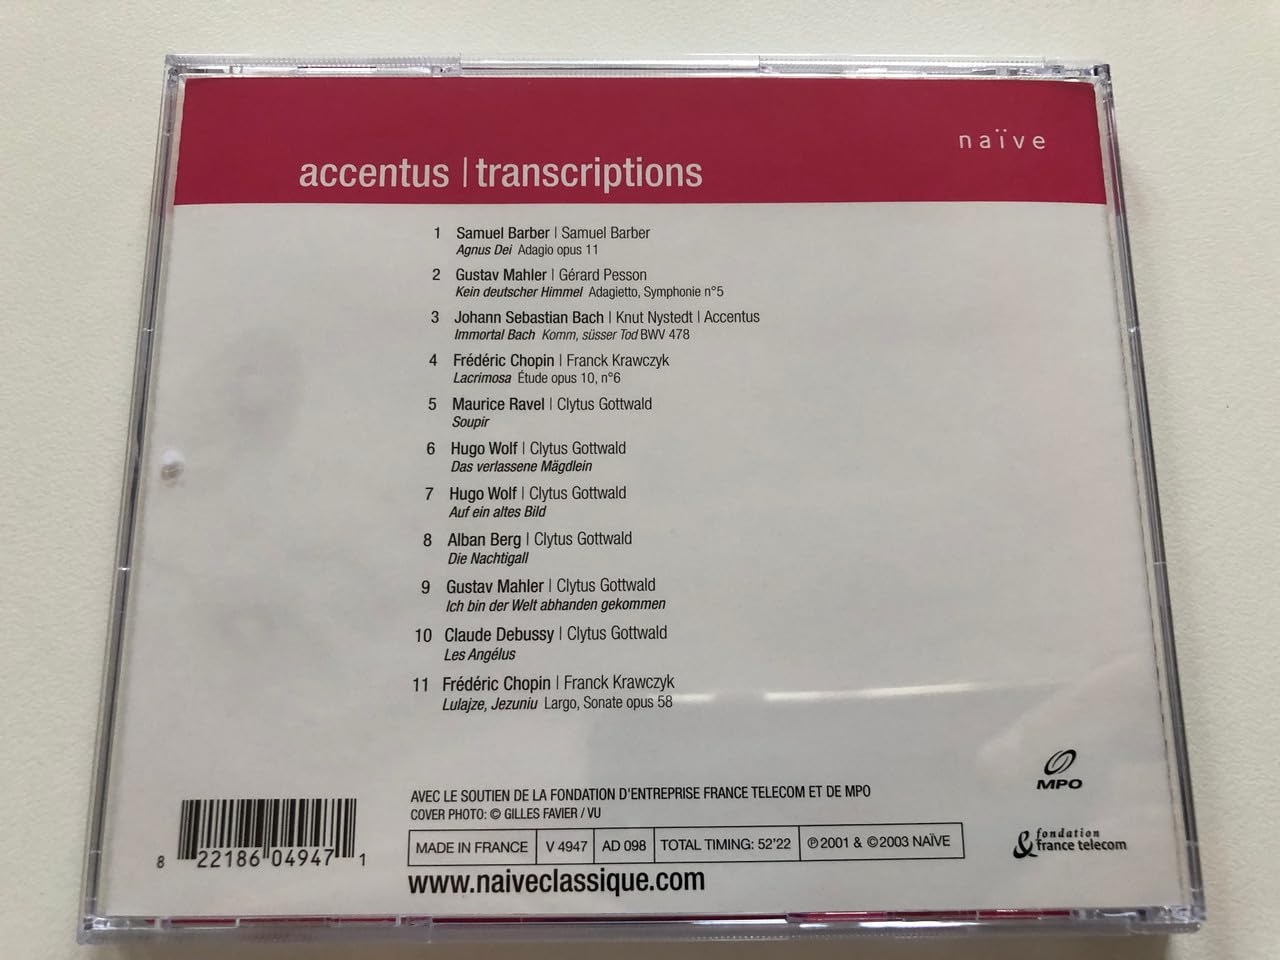 naïve
accentus | transcriptions
1 Samuel Barber | Samuel Barber
Agnus Dei Adagio opus 11
2 Gustav Mahler | Gérard Pesson
Kein deutscher Himmel Adagietto, Symphonie n°5
3 Johann Sebastian Bach | Knut Nystedt | Accentus
Immortal Bach Komm, süsser Tod BWV 478
4 Frédéric Chopin | Franck Krawczyk
Lacrimosa Étude opus 10, n°6
5 Maurice Ravel | Clytus Gottwald
Soupir
6 Hugo Wolf | Clytus Gottwald
Das verlassene Mägdlein
7 Hugo Wolf | Clytus Gottwald
Auf ein altes Bild
8 Alban Berg | Clytus Gottwald
Die Nachtigall
9 Gustav Mahler | Clytus Gottwald
Ich bin der Welt abhanden gekommen
10 Claude Debussy | Clytus Gottwald
Les Angélus
11 Frédéric Chopin | Franck Krawczyk
Lulajze, Jezuniu Largo, Sonate opus 58
MPO
AVEC LE SOUTIEN DE LA FONDATION D'ENTREPRISE FRANCE TELECOM ET DE MPO
COVER PHOTO: © GILLES FAVIER / VU
MADE IN FRANCE V 4947 AD 098 TOTAL TIMING: 52'22 ℗2001 & ©2003 NAÏVE
fondation
& france telecom
8 22186 04947 1
www.naiveclassique.com